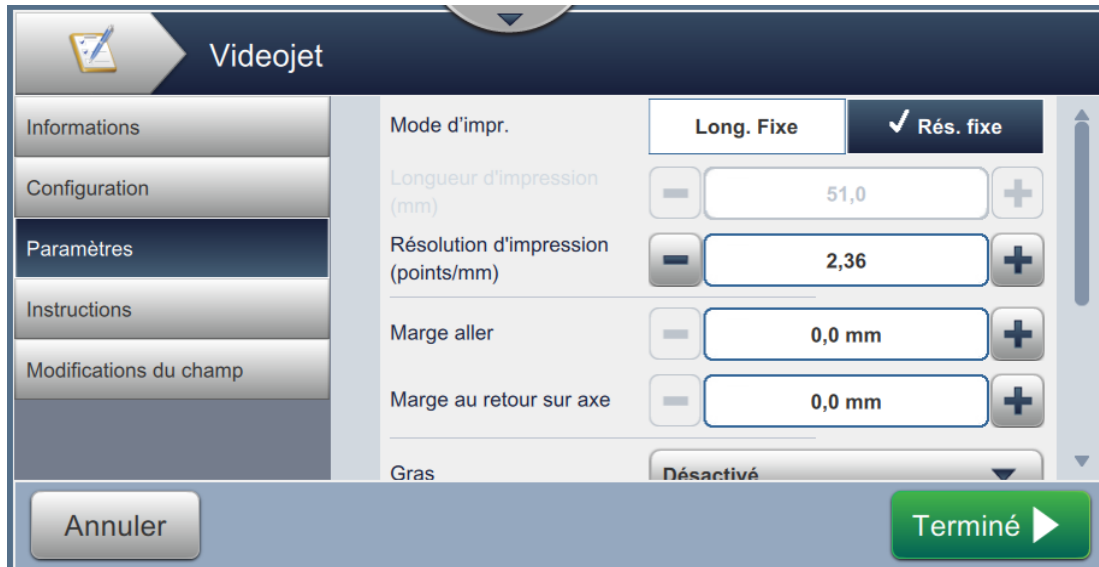 Videojet
Informations
Configuration
Paramètres
Instructions
Modifications du champ
Mode d'impr.
Long. Fixe
Rés. fixe
Longueur d'impression
(mm)
51,0
Résolution d'impression
(points/mm)
2,36
Marge aller
0,0 mm
Marge au retour sur axe
0,0 mm
Gras
Désactivé
Annuler
Terminé